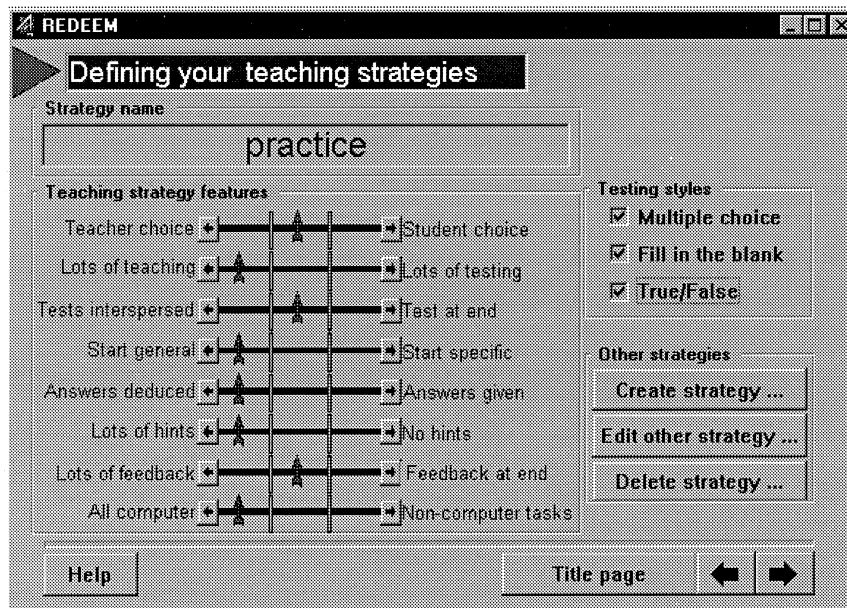 REDEEM
Defining your teaching strategies
Strategy name
practice
Teaching strategy features
Teacher choice Student choice
Lots of teaching Lots of testing
Tests interspersed Test at end
Start general Start specific
Answers deduced Answers given
Lots of hints No hints
Lots of feedback Feedback at end
All computer Non-computer tasks
Testing styles
Multiple choice
Fill in the blank
True/False
Other strategies
Create strategy ...
Edit other strategy ...
Delete strategy ...
Help
Title page